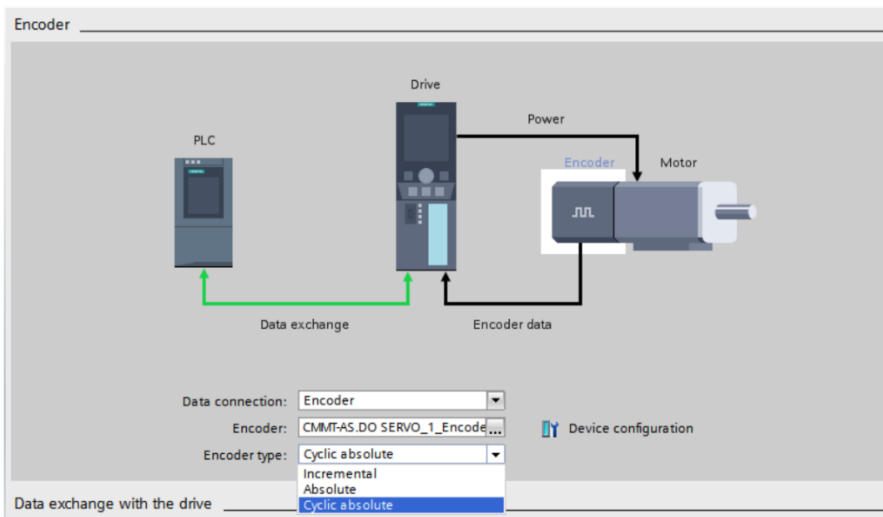 Encoder
Drive
Power
PLC
Encoder
Motor
Data exchange
Encoder data
Data connection: Encoder
Encoder: CMMT-AS.DO SERVO_1_Encode ...
Device configuration
Encoder type: Cyclic absolute
Incremental
Absolute
Cyclic absolute
Data exchange with the drive